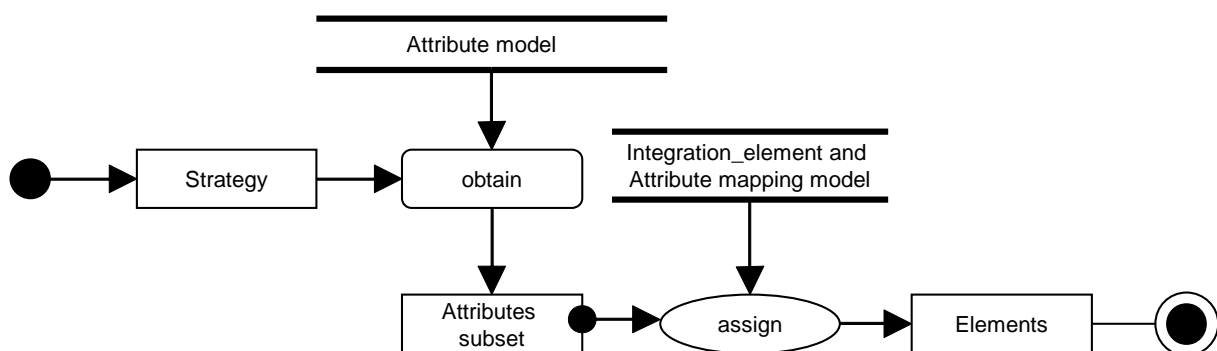 Attribute model
Strategy
obtain
Integration_element and
Attribute mapping model
Attributes
subset
assign
Elements